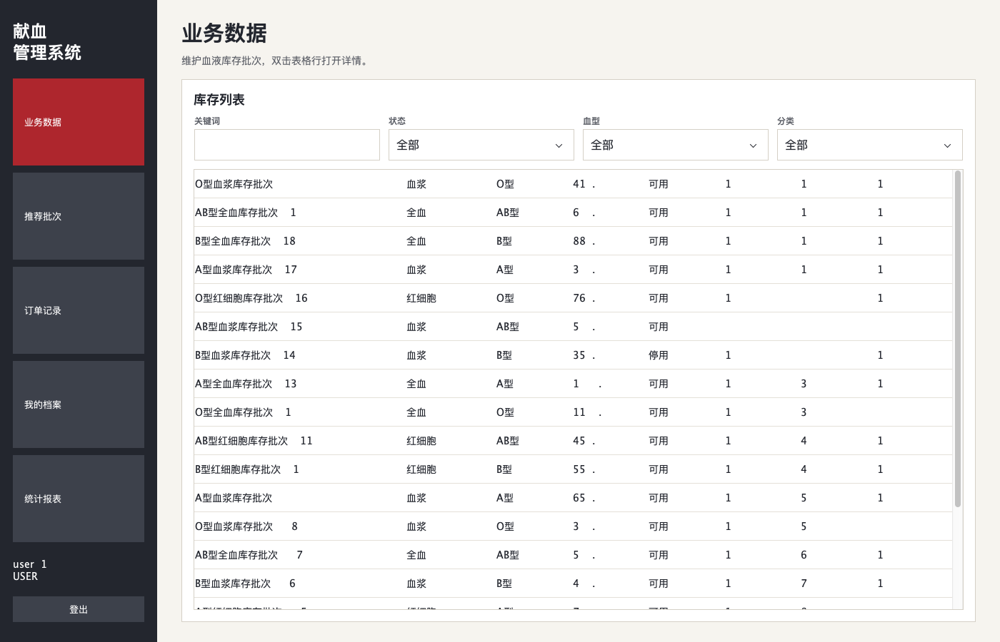 献血
管理系统
业务数据
推荐批次
订单记录
我的档案
统计报表
user 1
USER
登出
业务数据
维护血液库存批次，双击表格行打开详情。
库存列表
关键词 状态 血型 分类
全部 全部 全部
O型血浆库存批次 血浆 O型 41 . 可用 1 1 1
AB型全血库存批次 1 全血 AB型 6 . 可用 1 1 1
B型全血库存批次 18 全血 B型 88 . 可用 1 1 1
A型血浆库存批次 17 血浆 A型 3 . 可用 1 1 1
O型红细胞库存批次 16 红细胞 O型 76 . 可用 1 1
AB型血浆库存批次 15 血浆 AB型 5 . 可用
B型血浆库存批次 14 血浆 B型 35 . 停用 1 1
A型全血库存批次 13 全血 A型 1 . 可用 1 3 1
O型全血库存批次 1 全血 O型 11 . 可用 1 3
AB型红细胞库存批次 11 红细胞 AB型 45 . 可用 1 4 1
B型红细胞库存批次 1 红细胞 B型 55 . 可用 1 4 1
A型血浆库存批次 血浆 A型 65 . 可用 1 5 1
O型血浆库存批次 8 血浆 O型 3 . 可用 1 5
AB型全血库存批次 7 全血 AB型 5 . 可用 1 6 1
B型血浆库存批次 6 血浆 B型 4 . 可用 1 7 1